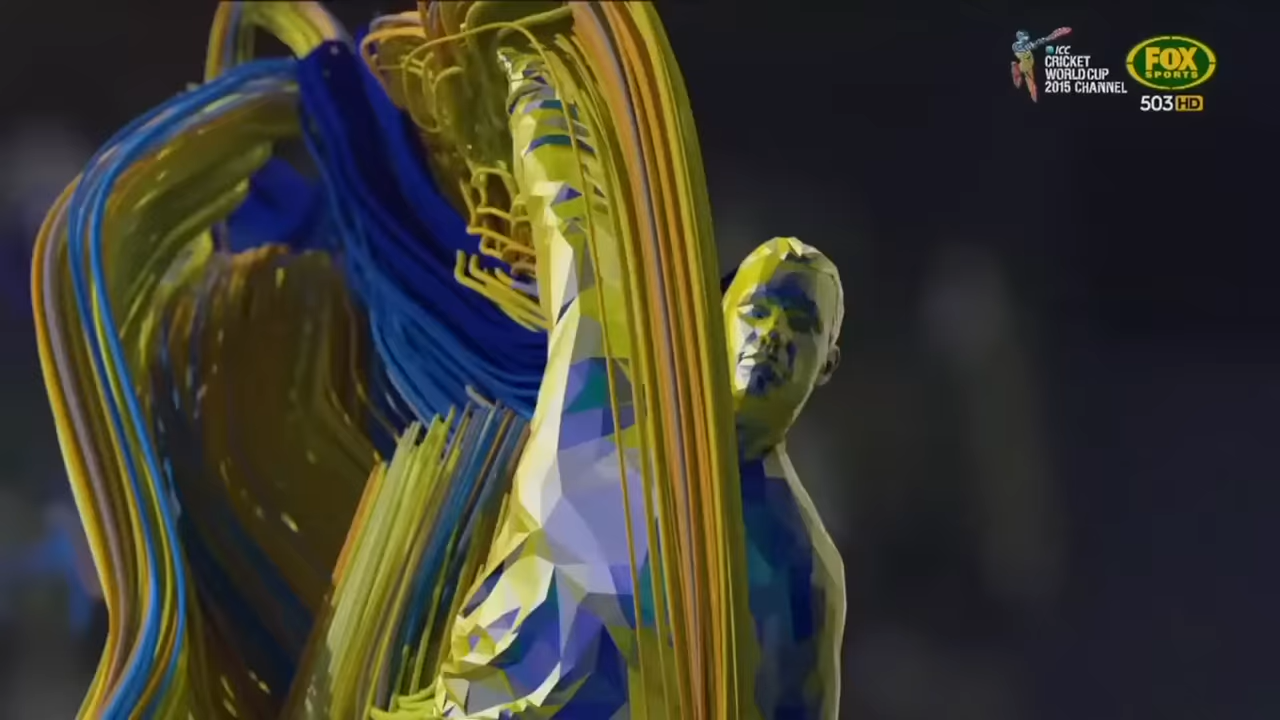 ICC
CRICKET
WORLD CUP
2015 CHANNEL
FOX
SPORTS
503 HD